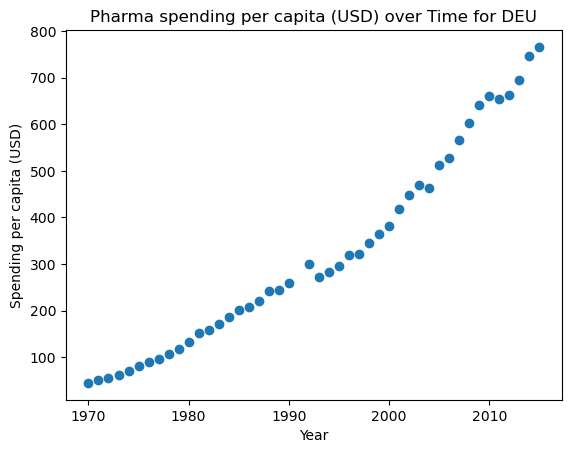 Pharma spending per capita (USD) over Time for DEU
800
700
600
500
400
300
200
100
Spending per capita (USD)
1970 1980 1990 2000 2010
Year